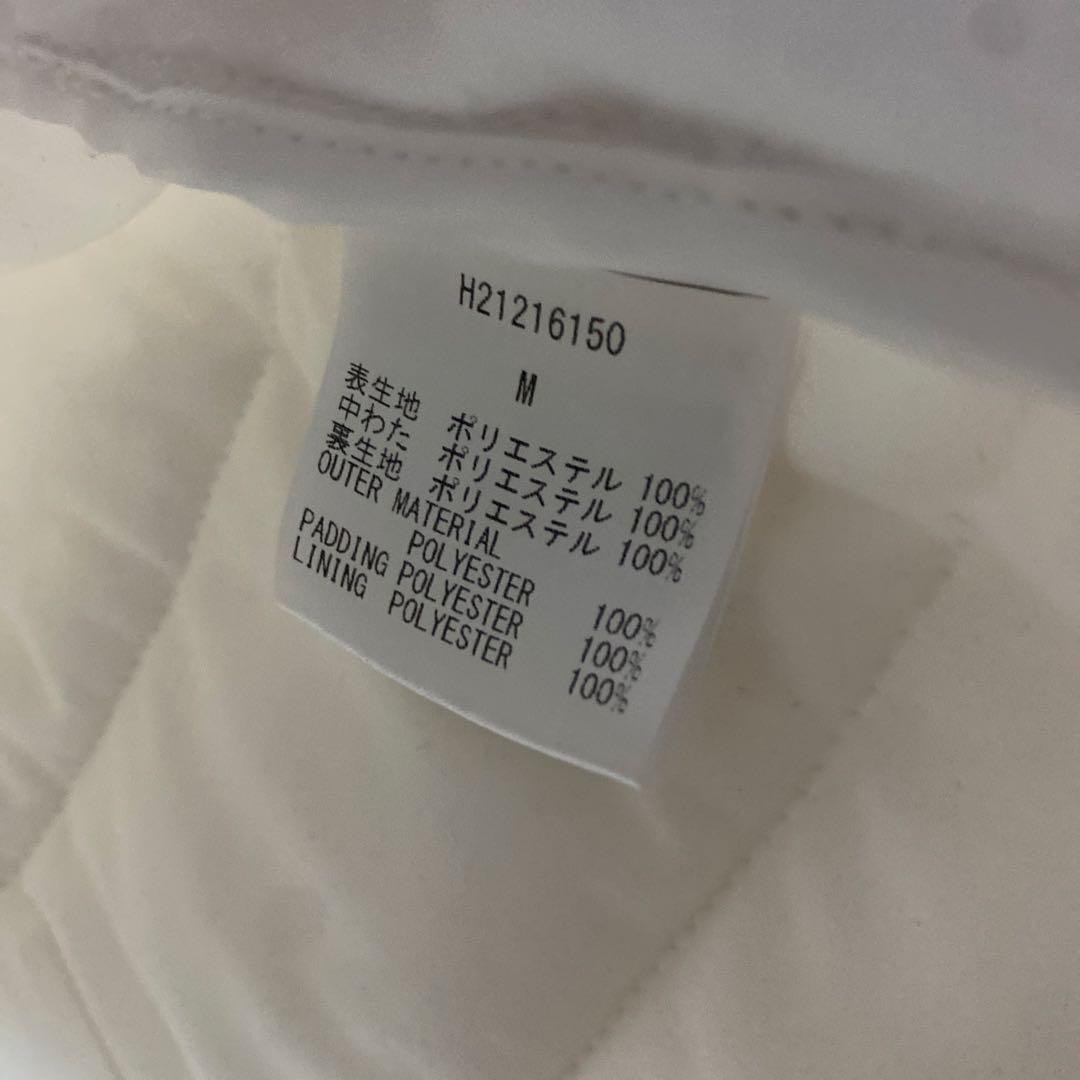 H21216150
M
表生地 ポリエステル 100%
中わた ポリエステル 100%
裏生地 ポリエステル 100%
OUTER MATERIAL
POLYESTER 100%
PADDING POLYESTER 100%
LINING POLYESTER 100%